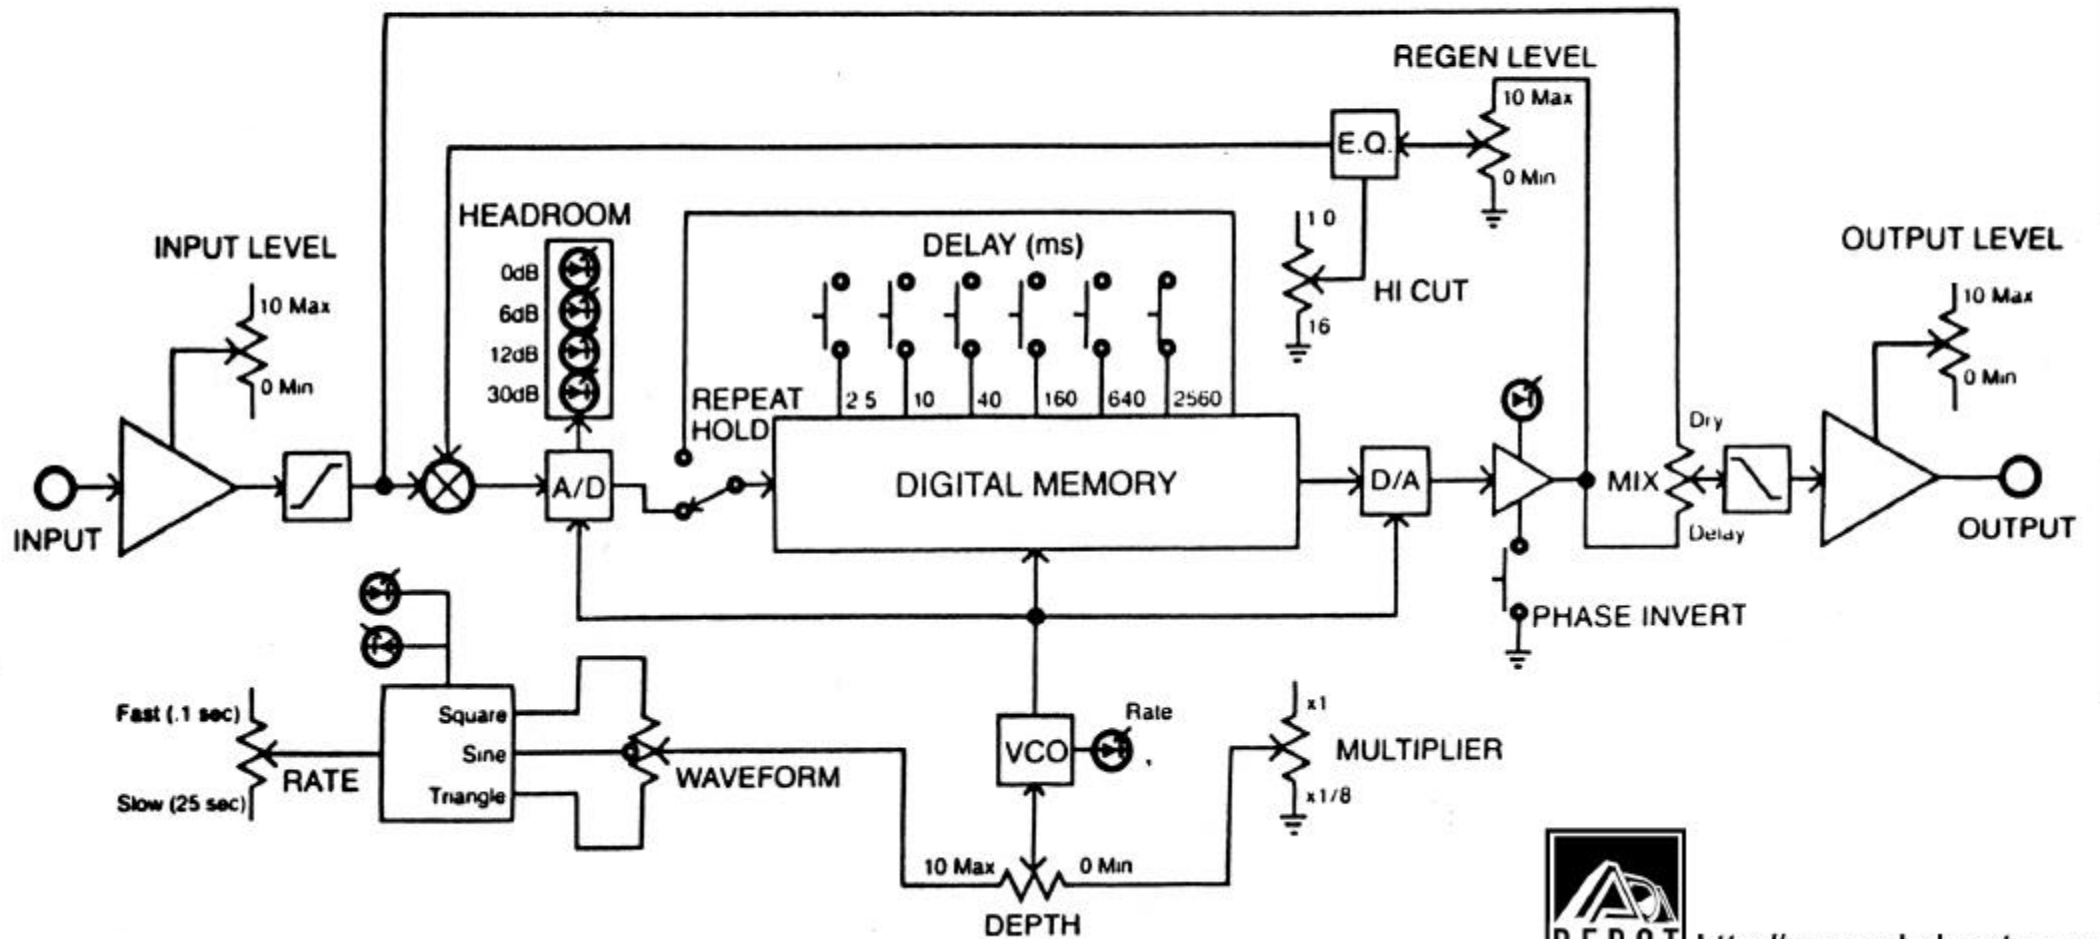 REGEN LEVEL
10 Max
E.Q.
0 Min
HEADROOM
INPUT LEVEL
DELAY (ms)
1 0
OUTPUT LEVEL
0dB
10 Max
6dB
HI CUT
10 Max
16
12dB
0 Min
30dB
0 Min
REPEAT
HOLD
2 5
10
40
160
640
2560
Dry
A/D
DIGITAL MEMORY
D/A
MIX
INPUT
Delay
OUTPUT
PHASE INVERT
Fast (.1 sec)
Square
Rate
x1
Sine
VCO
MULTIPLIER
RATE
WAVEFORM
Slow (25 sec)
Triangle
x1/8
10 Max
0 Min
DEPTH